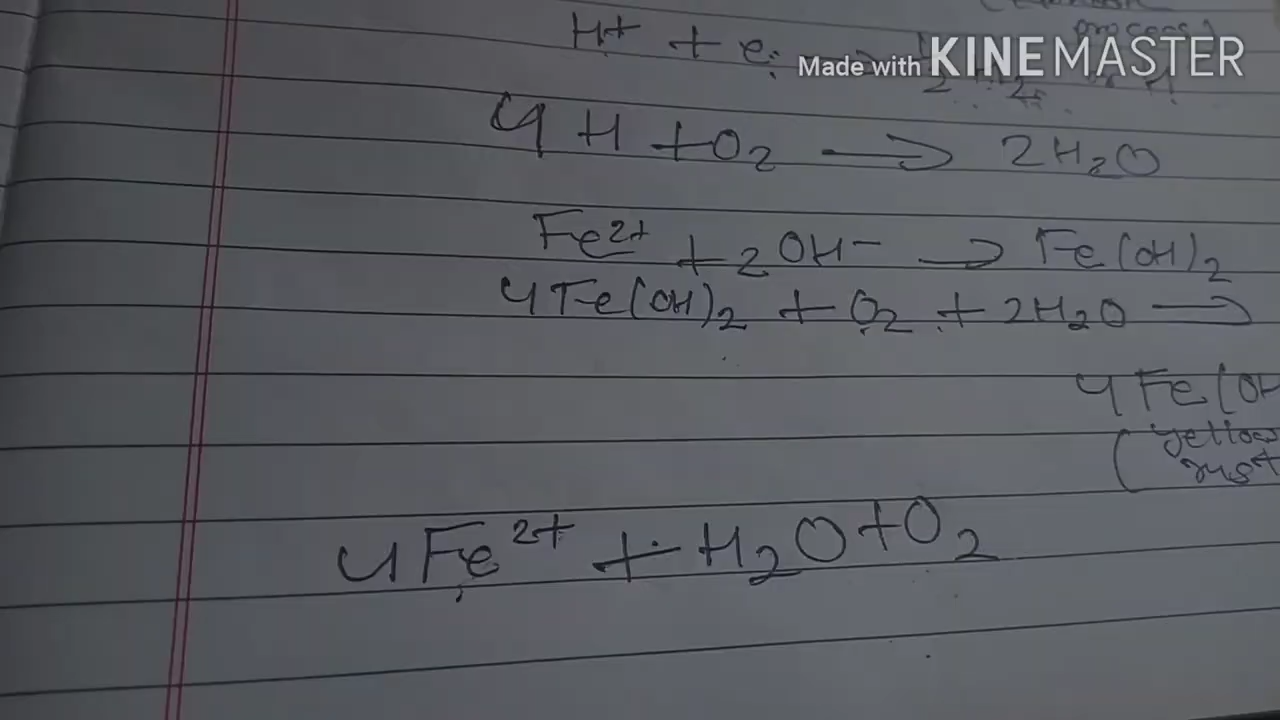 process)
H+ + e
Made with KINEMASTER
4H + O2 → 2H2O
Fe2+ + 2OH- → Fe(OH)2
4Fe(OH)2 + O2 + 2H2O →
4Fe(OH
(yellow
rust
4Fe2+ + H2O + O2